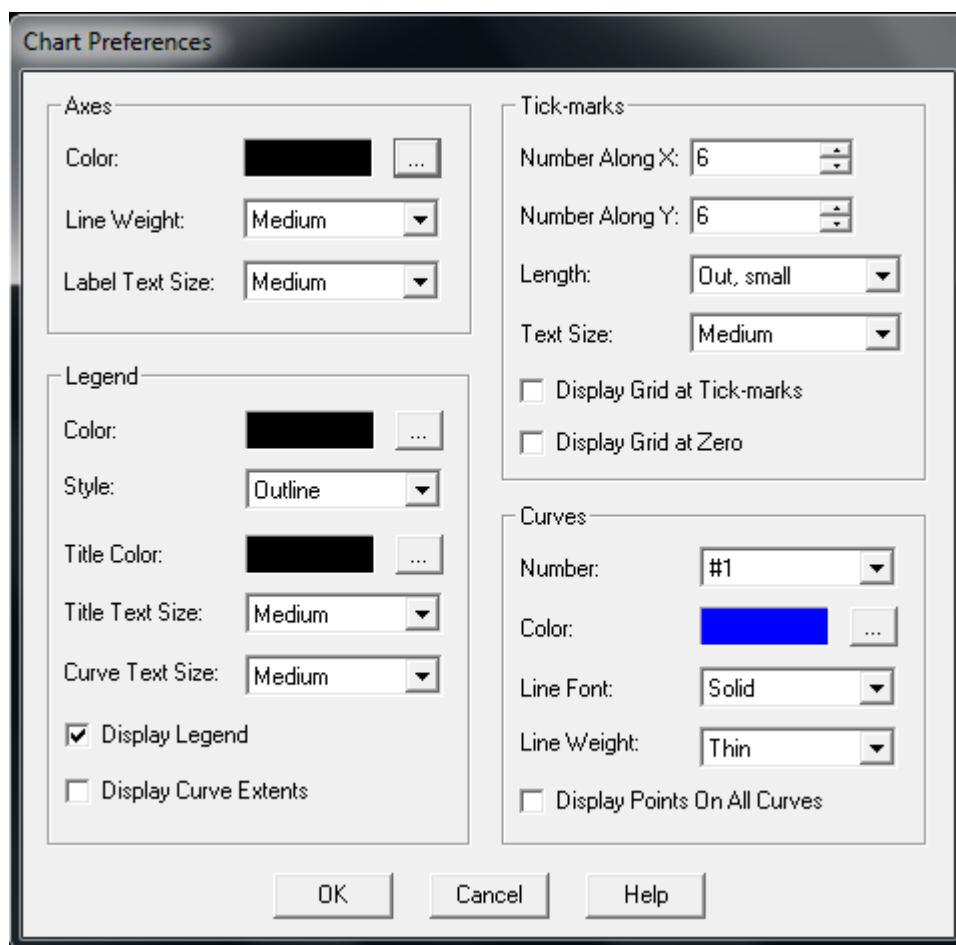 Chart Preferences
Axes
Color:
...
Line Weight: Medium
Label Text Size: Medium
Legend
Color:
...
Style: Outline
Title Color:
...
Title Text Size: Medium
Curve Text Size: Medium
Display Legend
Display Curve Extents
Tick-marks
Number Along X: 6
Number Along Y: 6
Length: Out, small
Text Size: Medium
Display Grid at Tick-marks
Display Grid at Zero
Curves
Number: #1
Color:
...
Line Font: Solid
Line Weight: Thin
Display Points On All Curves
OK Cancel Help